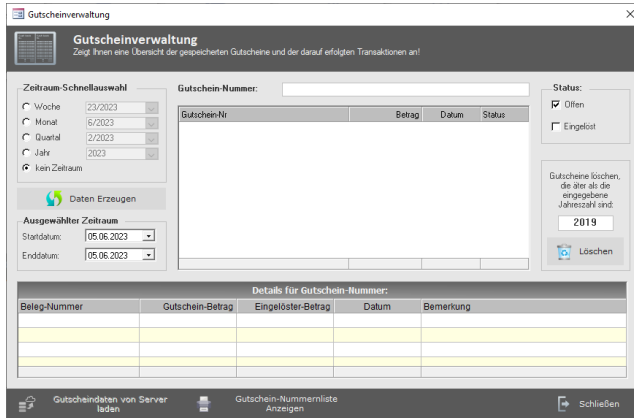 Gutscheinverwaltung
Gutscheinverwaltung
Zeigt Ihnen eine Übersicht der gespeicherten Gutscheine und der darauf erfolgten Transaktionen an!
Zeitraum-Schnellauswahl
Woche 23/2023
Monat 6/2023
Quartal 2/2023
Jahr 2023
kein Zeitraum
Daten Erzeugen
Ausgewählter Zeitraum
Startdatum: 05.06.2023
Enddatum: 05.06.2023
Gutschein-Nummer:
Gutschein-Nr Betrag Datum Status
Status:
Offen
Eingelöst
Gutscheine löschen,
die äter als die
eingegebene
Jahreszahl sind:
2019
Löschen
Details für Gutschein-Nummer:
Beleg-Nummer Gutschein-Betrag Eingelöster-Betrag Datum Bemerkung
Gutscheindaten von Server
laden
Gutschein-Nummernliste
Anzeigen
Schließen